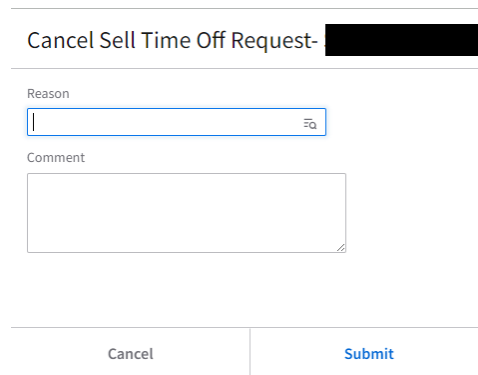 Cancel Sell Time Off Request-
Reason
Comment
Cancel
Submit